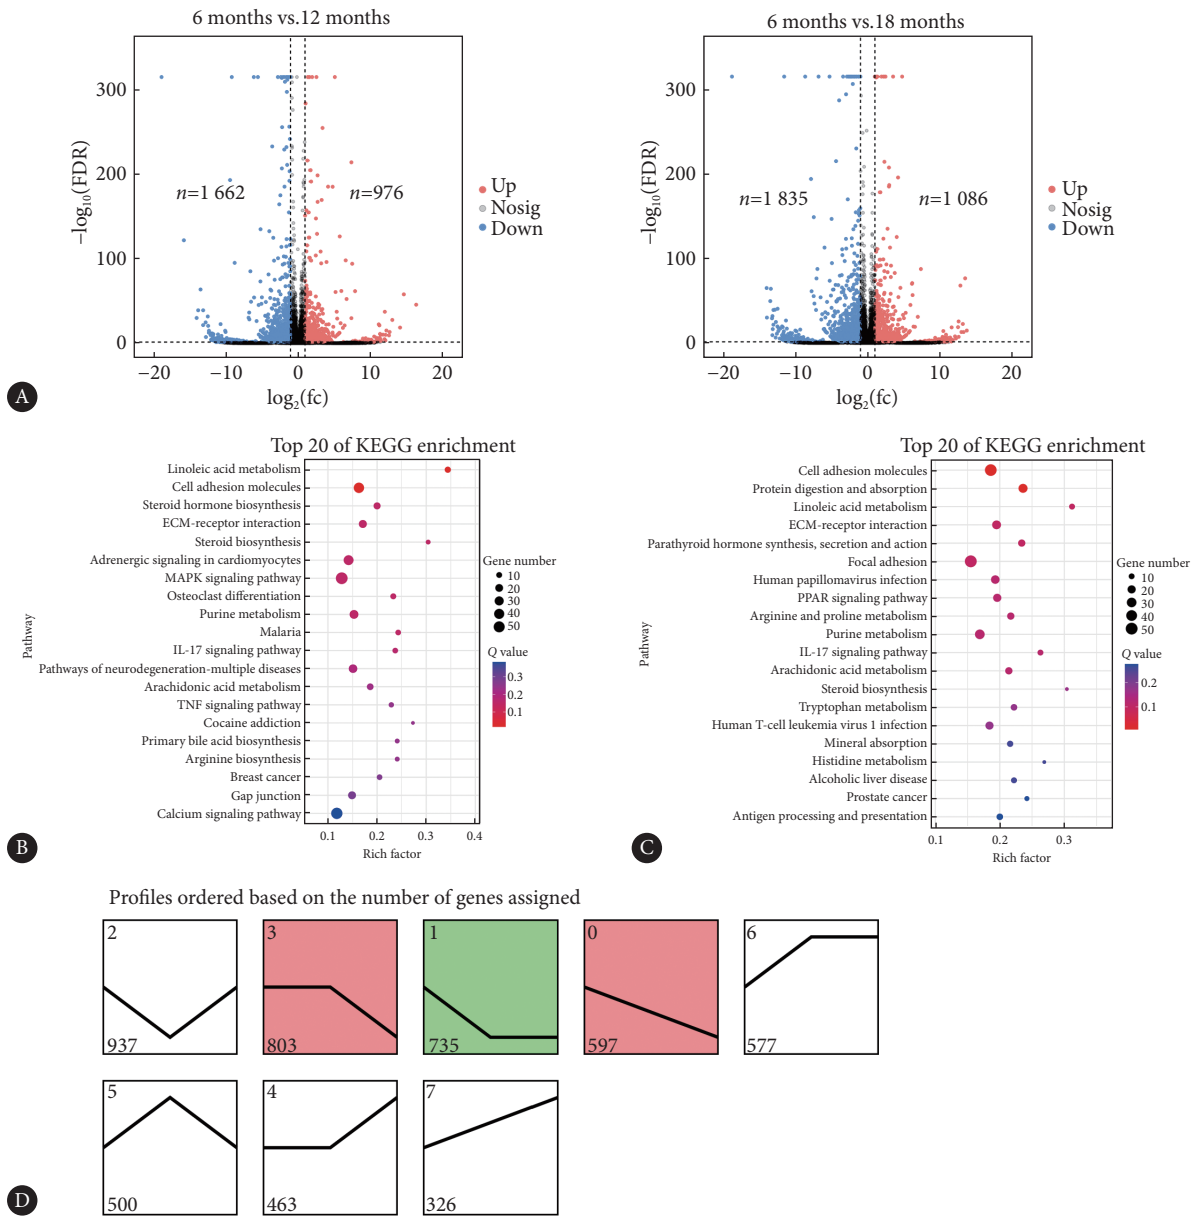 6 months vs.12 months
300
200
100
0
−log10(FDR)
n=1 662
n=976
Up
Nosig
Down
−20
−10
0
10
20
log2(fc)
A
6 months vs.18 months
300
200
100
0
−log10(FDR)
n=1 835
n=1 086
Up
Nosig
Down
−20
−10
0
10
20
log2(fc)
Top 20 of KEGG enrichment
Pathway
Linoleic acid metabolism
Cell adhesion molecules
Steroid hormone biosynthesis
ECM-receptor interaction
Steroid biosynthesis
Adrenergic signaling in cardiomyocytes
MAPK signaling pathway
Osteoclast differentiation
Purine metabolism
Malaria
IL-17 signaling pathway
Pathways of neurodegeneration-multiple diseases
Arachidonic acid metabolism
TNF signaling pathway
Cocaine addiction
Primary bile acid biosynthesis
Arginine biosynthesis
Breast cancer
Gap junction
Calcium signaling pathway
0.1
0.2
0.3
0.4
Rich factor
Gene number
10
20
30
40
50
Q value
0.3
0.2
0.1
B
Top 20 of KEGG enrichment
Pathway
Cell adhesion molecules
Protein digestion and absorption
Linoleic acid metabolism
ECM-receptor interaction
Parathyroid hormone synthesis, secretion and action
Focal adhesion
Human papillomavirus infection
PPAR signaling pathway
Arginine and proline metabolism
Purine metabolism
IL-17 signaling pathway
Arachidonic acid metabolism
Steroid biosynthesis
Tryptophan metabolism
Human T-cell leukemia virus 1 infection
Mineral absorption
Histidine metabolism
Alcoholic liver disease
Prostate cancer
Antigen processing and presentation
0.1
0.2
0.3
Rich factor
Gene number
10
20
30
40
50
Q value
0.2
0.1
C
Profiles ordered based on the number of genes assigned
2
937
3
803
1
735
0
597
6
577
5
500
4
463
7
326
D